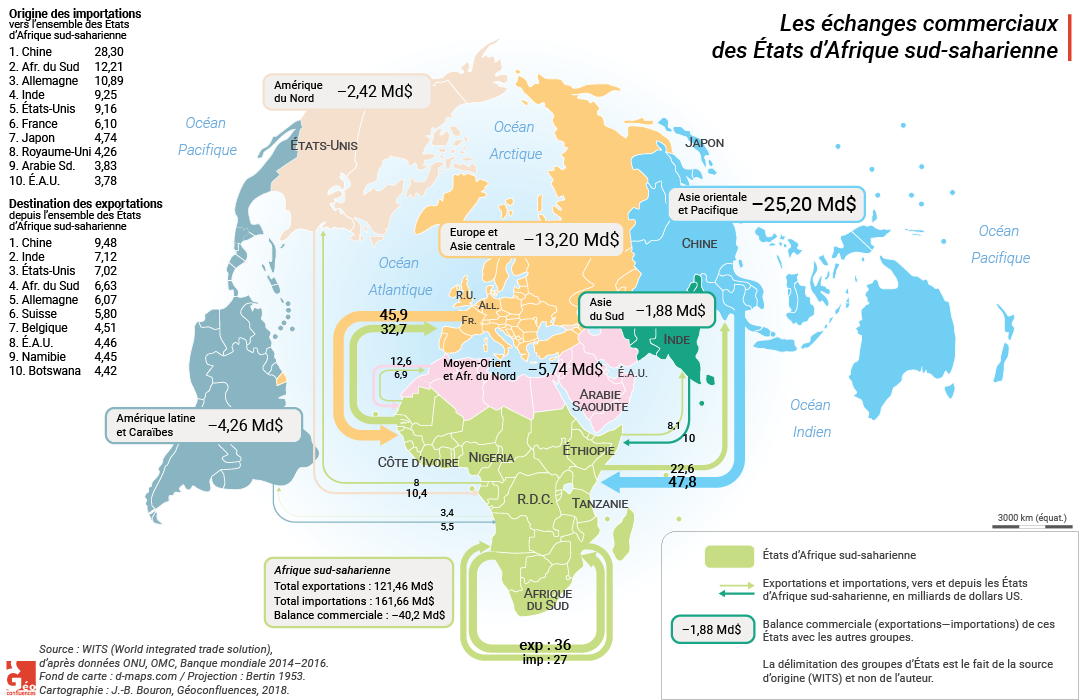 Les échanges commerciaux
des États d'Afrique sud-saharienne
Origine des importations
vers l'ensemble des États
d'Afrique sud-saharienne
1. Chine 28,30
2. Afr. du Sud 12,21
3. Allemagne 10,89
4. Inde 9,25
5. États-Unis 9,16
6. France 6,10
7. Japon 4,74
8. Royaume-Uni 4,26
9. Arabie Sd. 3,83
10. É.A.U. 3,78
Destination des exportations
depuis l'ensemble des États
d'Afrique sud-saharienne
1. Chine 9,48
2. Inde 7,12
3. États-Unis 7,02
4. Afr. du Sud 6,63
5. Allemagne 6,07
6. Suisse 5,80
7. Belgique 4,51
8. É.A.U. 4,46
9. Namibie 4,45
10. Botswana 4,42
Amérique
du Nord
−2,42 Md$
Océan
Pacifique
États-Unis
Océan
Arctique
Japon
Asie orientale
et Pacifique
−25,20 Md$
Europe et
Asie centrale
−13,20 Md$
Chine
Océan
Pacifique
Océan
Atlantique
R.U.
All.
Fr.
Asie
du Sud
−1,88 Md$
45,9
32,7
Inde
12,6
6,9
Moyen-Orient
et Afr. du Nord
−5,74 Md$
É.A.U.
Arabie
Saoudite
Océan
Indien
Amérique latine
et Caraïbes
−4,26 Md$
8,1
10
Côte d'Ivoire
Nigeria
Éthiopie
22,6
47,8
8
10,4
R.D.C.
Tanzanie
3,4
5,5
3000 km (équat.)
Afrique sud-saharienne
Total exportations : 121,46 Md$
Total importations : 161,66 Md$
Balance commerciale : −40,2 Md$
Afrique
du Sud
exp : 36
imp : 27
États d'Afrique sud-saharienne
Exportations et importations, vers et depuis les États
d'Afrique sud-saharienne, en milliards de dollars US.
−1,88 Md$
Balance commerciale (exportations—importations) de ces
États avec les autres groupes.
La délimitation des groupes d'États est le fait de la source
d'origine (WITS) et non de l'auteur.
Géo
confluences
Source : WITS (World integrated trade solution),
d'après données ONU, OMC, Banque mondiale 2014–2016.
Fond de carte : d-maps.com / Projection : Bertin 1953.
Cartographie : J.-B. Bouron, Géoconfluences, 2018.